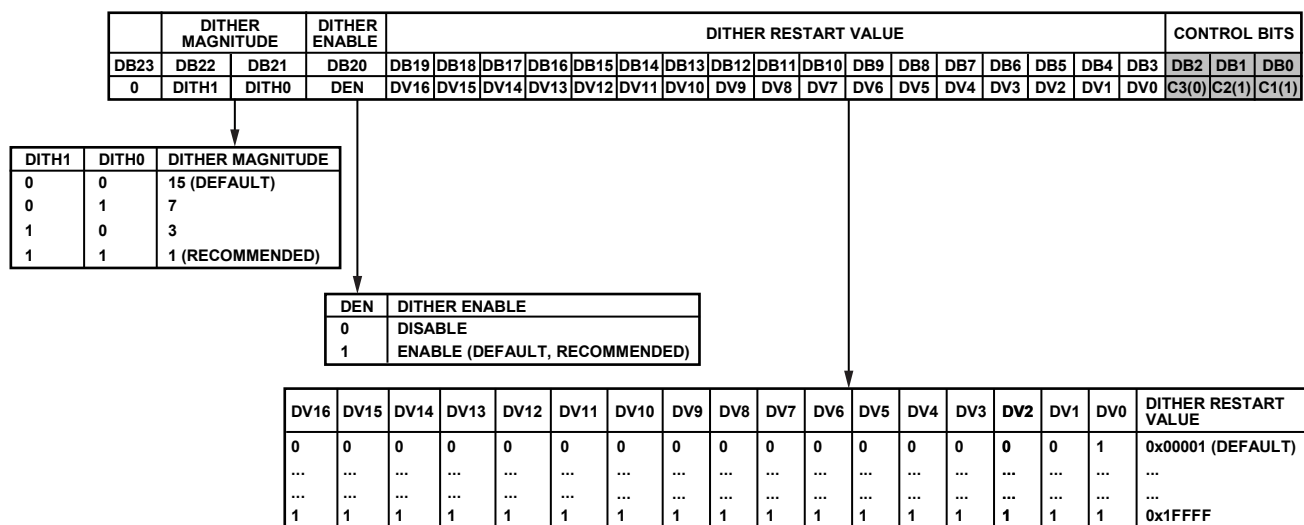 DITHER MAGNITUDE DITHER ENABLE DITHER RESTART VALUE CONTROL BITS
DB23 DB22 DB21 DB20 DB19 DB18 DB17 DB16 DB15 DB14 DB13 DB12 DB11 DB10 DB9 DB8 DB7 DB6 DB5 DB4 DB3 DB2 DB1 DB0
0 DITH1 DITH0 DEN DV16 DV15 DV14 DV13 DV12 DV11 DV10 DV9 DV8 DV7 DV6 DV5 DV4 DV3 DV2 DV1 DV0 C3(0) C2(1) C1(1)
DITH1 DITH0 DITHER MAGNITUDE
0 0 15 (DEFAULT)
0 1 7
1 0 3
1 1 1 (RECOMMENDED)
DEN DITHER ENABLE
0 DISABLE
1 ENABLE (DEFAULT, RECOMMENDED)
DV16 DV15 DV14 DV13 DV12 DV11 DV10 DV9 DV8 DV7 DV6 DV5 DV4 DV3 DV2 DV1 DV0 DITHER RESTART VALUE
0 0 0 0 0 0 0 0 0 0 0 0 0 0 0 0 1 0x00001 (DEFAULT)
... ... ... ... ... ... ... ... ... ... ... ... ... ... ... ... ... ...
... ... ... ... ... ... ... ... ... ... ... ... ... ... ... ... ... ...
1 1 1 1 1 1 1 1 1 1 1 1 1 1 1 1 1 0x1FFFF